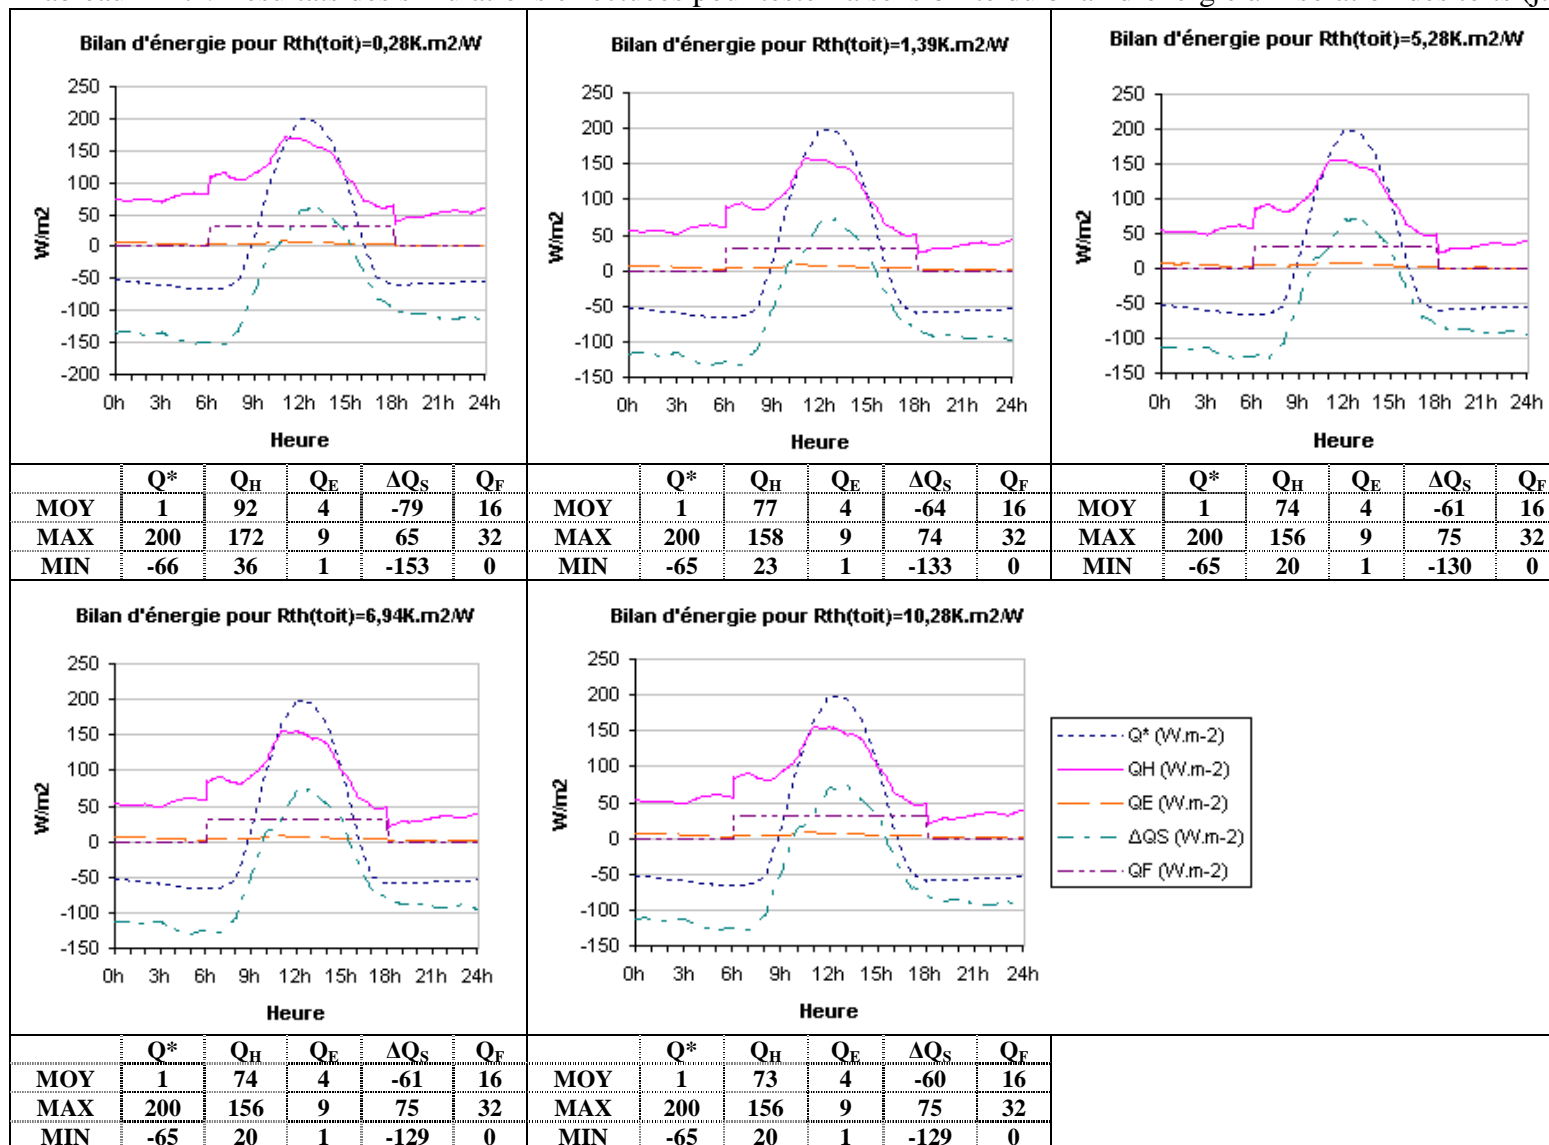 Bilan d'énergie pour Rth(toit)=0,28K.m2/W
250
200
150
100
50
0
-50
-100
-150
-200
W/m2
0h 3h 6h 9h 12h 15h 18h 21h 24h
Heure
Q* QH QE ΔQS QF
MOY 1 92 4 -79 16
MAX 200 172 9 65 32
MIN -66 36 1 -153 0
Bilan d'énergie pour Rth(toit)=1,39K.m2/W
250
200
150
100
50
0
-50
-100
-150
W/m2
0h 3h 6h 9h 12h 15h 18h 21h 24h
Heure
Q* QH QE ΔQS QF
MOY 1 77 4 -64 16
MAX 200 158 9 74 32
MIN -65 23 1 -133 0
Bilan d'énergie pour Rth(toit)=5,28K.m2/W
250
200
150
100
50
0
-50
-100
-150
W/m2
0h 3h 6h 9h 12h 15h 18h 21h 24h
Heure
Q* QH QE ΔQS QF
MOY 1 74 4 -61 16
MAX 200 156 9 75 32
MIN -65 20 1 -130 0
Bilan d'énergie pour Rth(toit)=6,94K.m2/W
250
200
150
100
50
0
-50
-100
-150
W/m2
0h 3h 6h 9h 12h 15h 18h 21h 24h
Heure
Q* QH QE ΔQS QF
MOY 1 74 4 -61 16
MAX 200 156 9 75 32
MIN -65 20 1 -129 0
Bilan d'énergie pour Rth(toit)=10,28K.m2/W
250
200
150
100
50
0
-50
-100
-150
W/m2
0h 3h 6h 9h 12h 15h 18h 21h 24h
Heure
Q* QH QE ΔQS QF
MOY 1 73 4 -60 16
MAX 200 156 9 75 32
MIN -65 20 1 -129 0
Q* (W.m-2)
QH (W.m-2)
QE (W.m-2)
ΔQS (W.m-2)
QF (W.m-2)